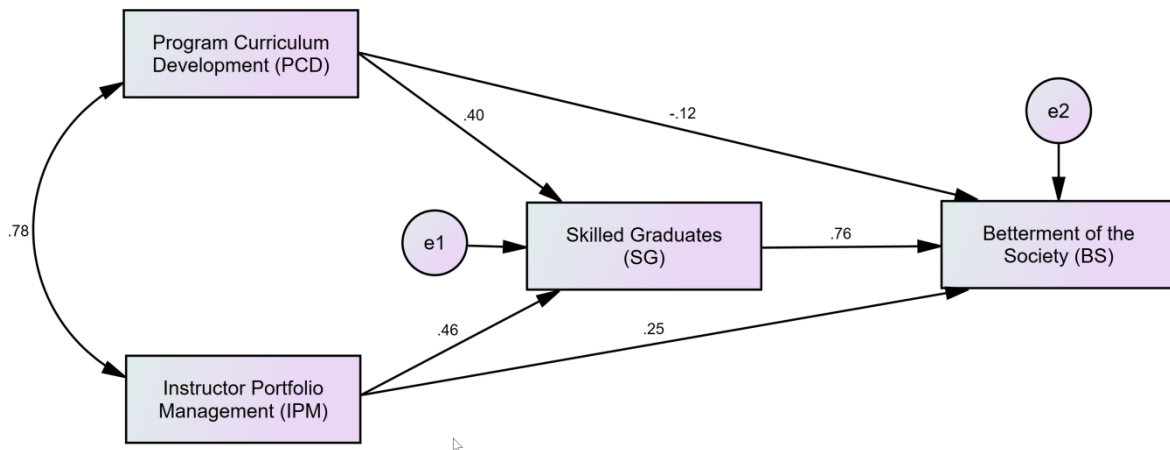 Program Curriculum
Development (PCD)
e2
.40
-.12
Skilled Graduates
(SG)
Betterment of the
Society (BS)
e1
.76
.78
.46
.25
Instructor Portfolio
Management (IPM)